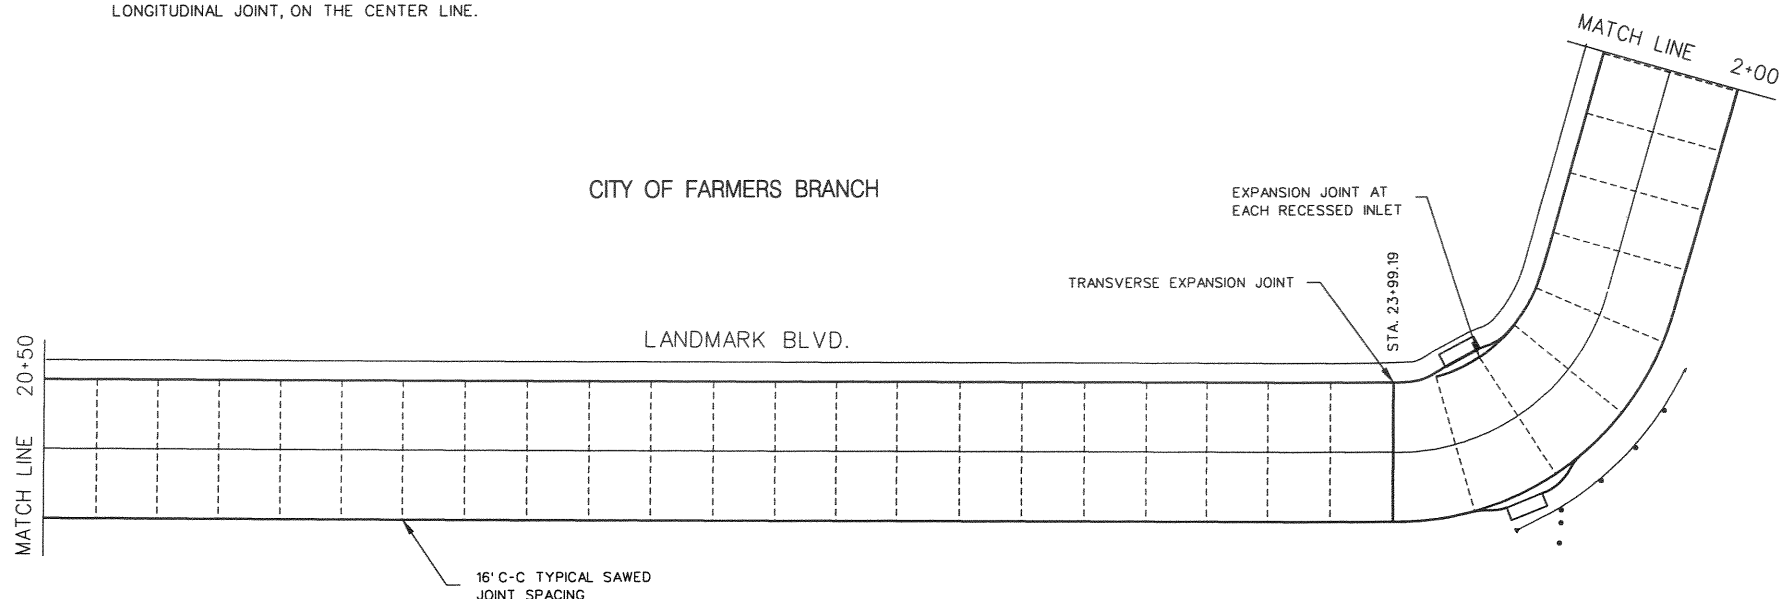 LONGITUDINAL JOINT, ON THE CENTER LINE.
MATCH LINE 2+00
CITY OF FARMERS BRANCH
EXPANSION JOINT AT
EACH RECESSED INLET
TRANSVERSE EXPANSION JOINT
STA. 23+99.19
LANDMARK BLVD.
MATCH LINE 20+50
16' C-C TYPICAL SAWED
JOINT SPACING